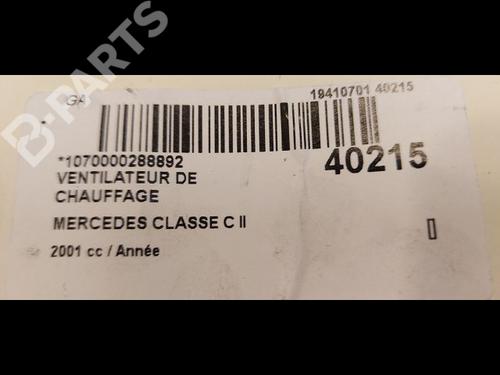 B-PARTS
GA
19410701 40215
*1070000288892
40215
VENTILATEUR DE
CHAUFFAGE
MERCEDES CLASSE C II
2001 cc / Année